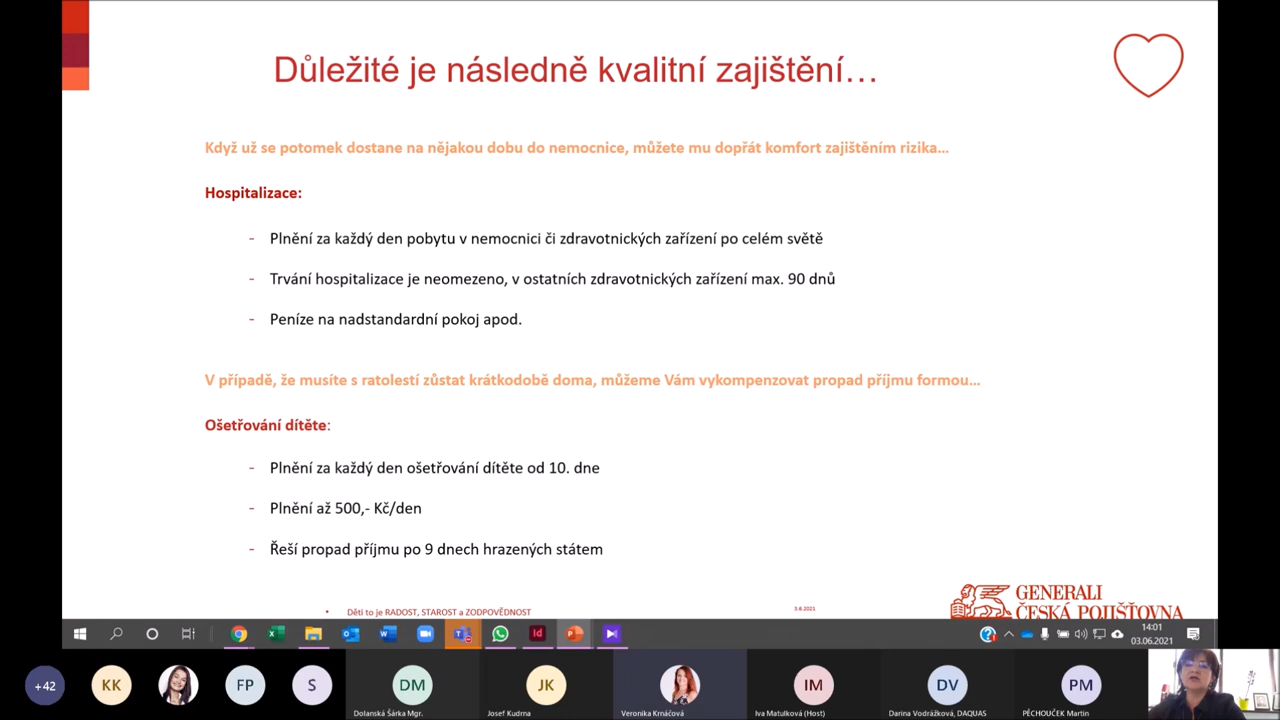 Důležité je následně kvalitní zajištění…
Když už se potomek dostane na nějakou dobu do nemocnice, můžete mu dopřát komfort zajištěním rizika…
Hospitalizace:
- Plnění za každý den pobytu v nemocnici či zdravotnických zařízení po celém světě
- Trvání hospitalizace je neomezeno, v ostatních zdravotnických zařízení max. 90 dnů
- Peníze na nadstandardní pokoj apod.
V případě, že musíte s ratolestí zůstat krátkodobě doma, můžeme Vám vykompenzovat propad příjmu formou…
Ošetřování dítěte:
- Plnění za každý den ošetřování dítěte od 10. dne
- Plnění až 500,- Kč/den
- Řeší propad příjmu po 9 dnech hrazených státem
• Děti to je RADOST, STAROST a ZODPOVĚDNOST
3.6.2021
GENERALI
ČESKÁ POJIŠŤOVNA
14:01
03.06.2021
+42
KK
FP
S
DM
Dolanská Šárka Mgr.
JK
Josef Kudrna
Veronika Krnáčová
IM
Iva Matulková (Host)
DV
Darina Vodrážková, DAQUAS
PM
PĚCHOUČEK Martin